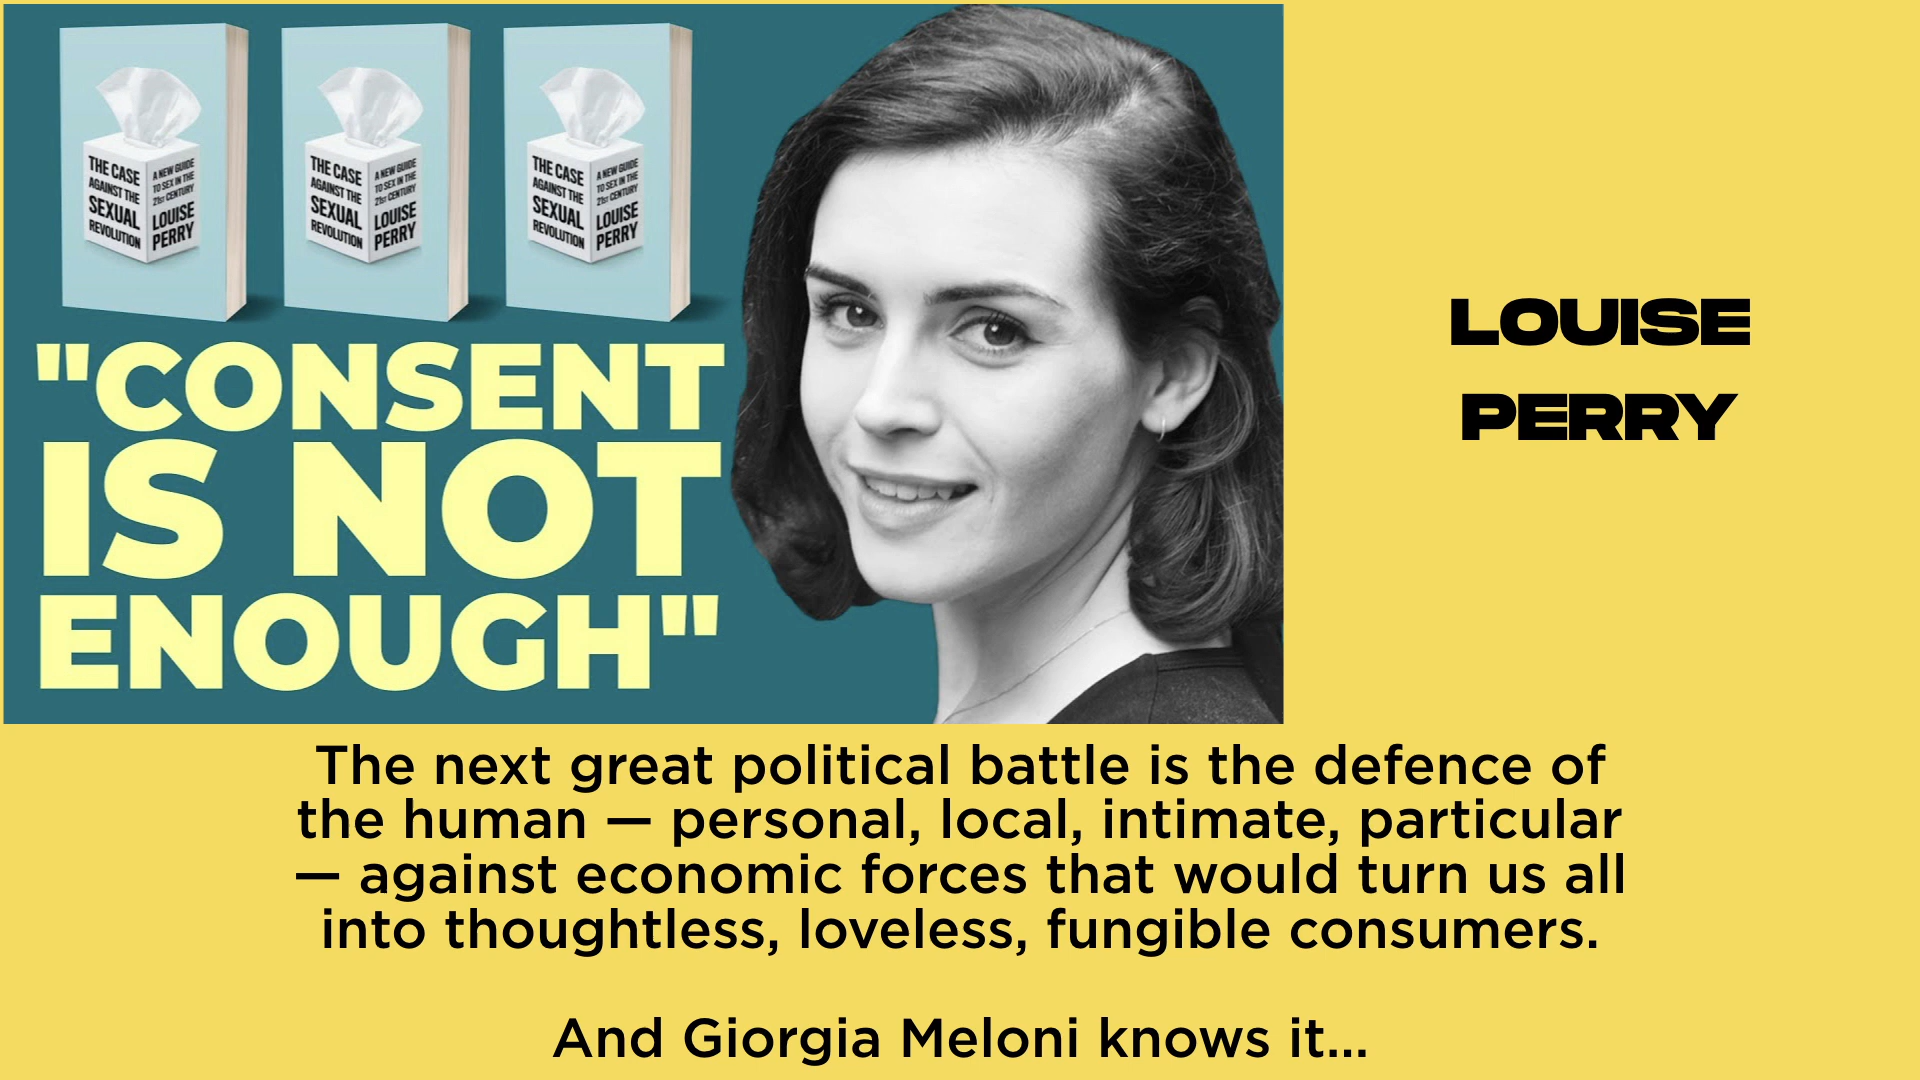 THE CASE
AGAINST THE
SEXUAL
REVOLUTION
A NEW GUIDE
TO SEX IN THE
21ST CENTURY
LOUISE
PERRY
THE CASE
AGAINST THE
SEXUAL
REVOLUTION
A NEW GUIDE
TO SEX IN THE
21ST CENTURY
LOUISE
PERRY
THE CASE
AGAINST THE
SEXUAL
REVOLUTION
A NEW GUIDE
TO SEX IN THE
21ST CENTURY
LOUISE
PERRY
"CONSENT
IS NOT
ENOUGH"
LOUISE
PERRY
The next great political battle is the defence of
the human — personal, local, intimate, particular
— against economic forces that would turn us all
into thoughtless, loveless, fungible consumers.
And Giorgia Meloni knows it...